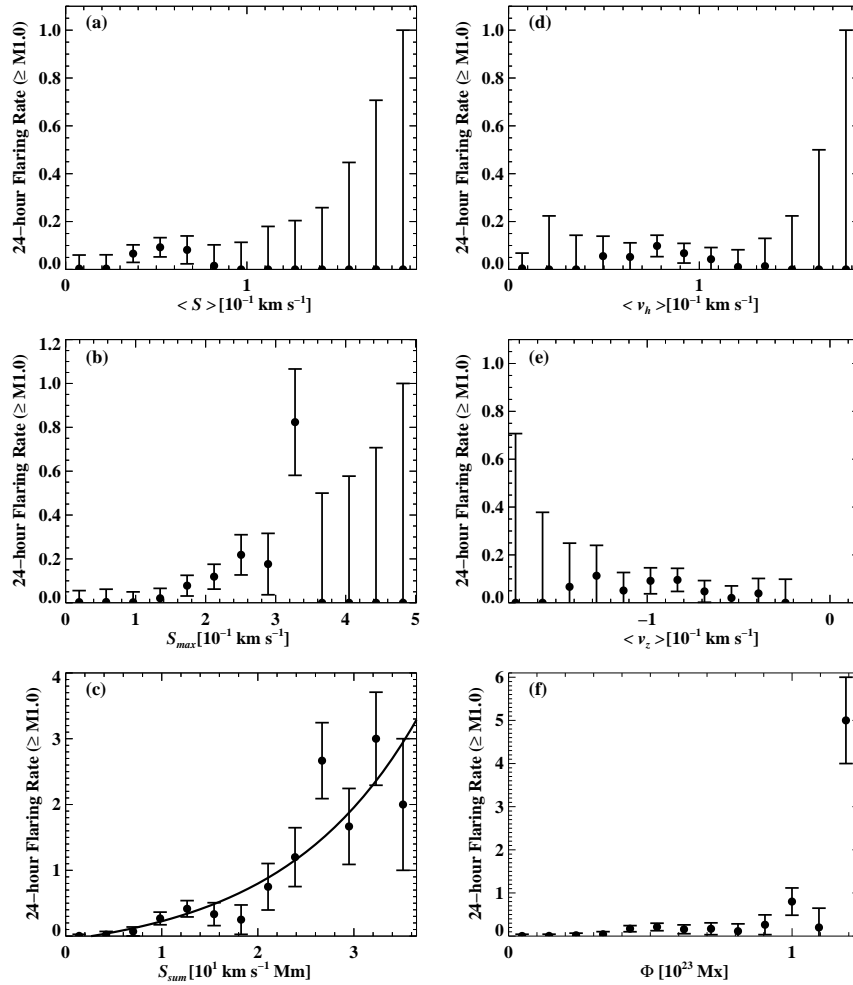 (a)
24−hour Flaring Rate (≥ M1.0)
1.0
0.8
0.6
0.4
0.2
0.0
0 1
< S >[10⁻¹ km s⁻¹]
(d)
24−hour Flaring Rate (≥ M1.0)
1.0
0.8
0.6
0.4
0.2
0.0
0 1
< v_h >[10⁻¹ km s⁻¹]
(b)
24−hour Flaring Rate (≥ M1.0)
1.2
1.0
0.8
0.6
0.4
0.2
0.0
0 1 2 3 4 5
S_max[10⁻¹ km s⁻¹]
(e)
24−hour Flaring Rate (≥ M1.0)
1.0
0.8
0.6
0.4
0.2
0.0
−1 0
< v_z >[10⁻¹ km s⁻¹]
(c)
24−hour Flaring Rate (≥ M1.0)
4
3
2
1
0
0 1 2 3
S_sum[10¹ km s⁻¹ Mm]
(f)
24−hour Flaring Rate (≥ M1.0)
6
5
4
3
2
1
0
0 1
Φ [10²³ Mx]